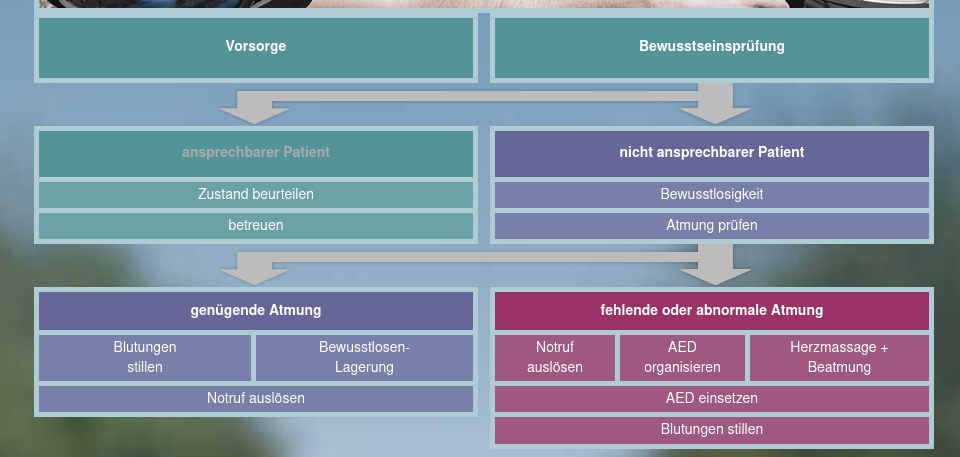 Vorsorge
Bewusstseinsprüfung
ansprechbarer Patient
nicht ansprechbarer Patient
Zustand beurteilen
Bewusstlosigkeit
betreuen
Atmung prüfen
genügende Atmung
fehlende oder abnormale Atmung
Blutungen
stillen
Bewusstlosen-
Lagerung
Notruf
auslösen
AED
organisieren
Herzmassage +
Beatmung
Notruf auslösen
AED einsetzen
Blutungen stillen